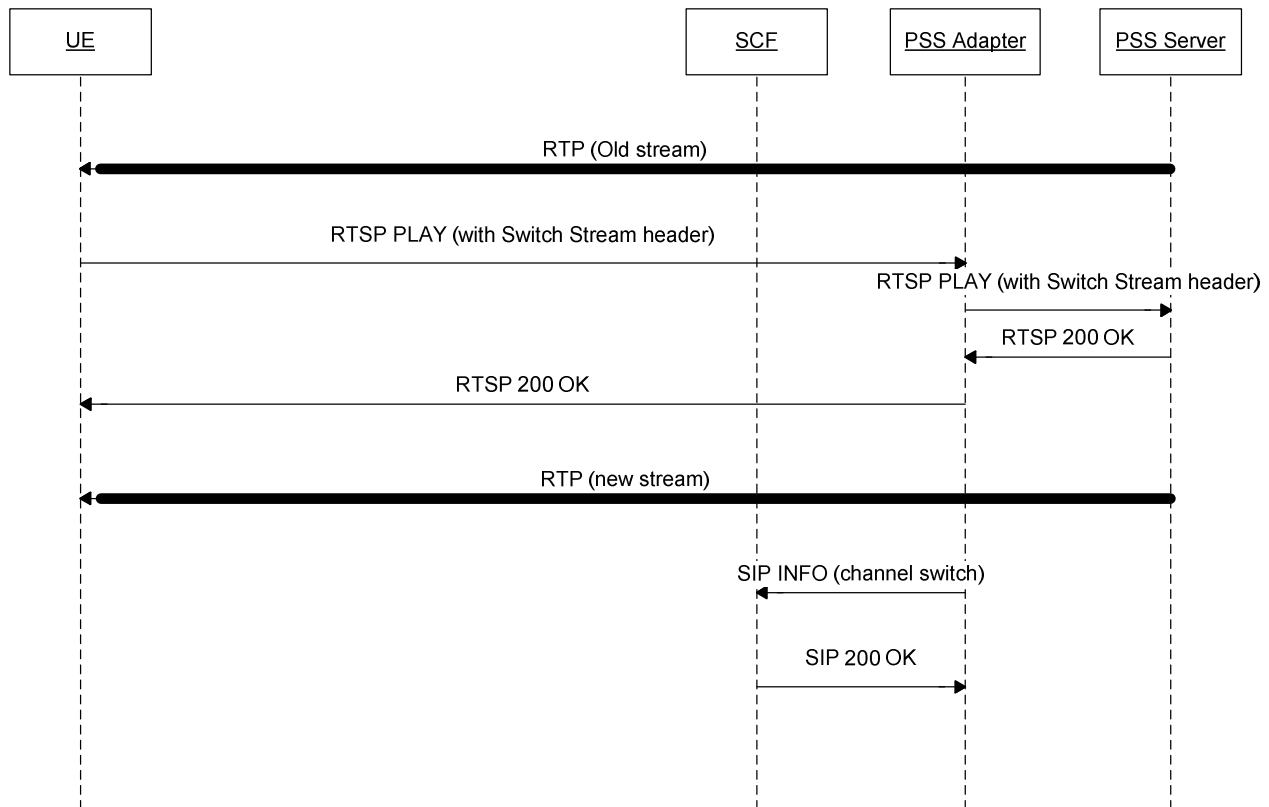 UE
SCF
PSS Adapter
PSS Server
RTP (Old stream)
RTSP PLAY (with Switch Stream header)
RTSP PLAY (with Switch Stream header)
RTSP 200 OK
RTSP 200 OK
RTP (new stream)
SIP INFO (channel switch)
SIP 200 OK